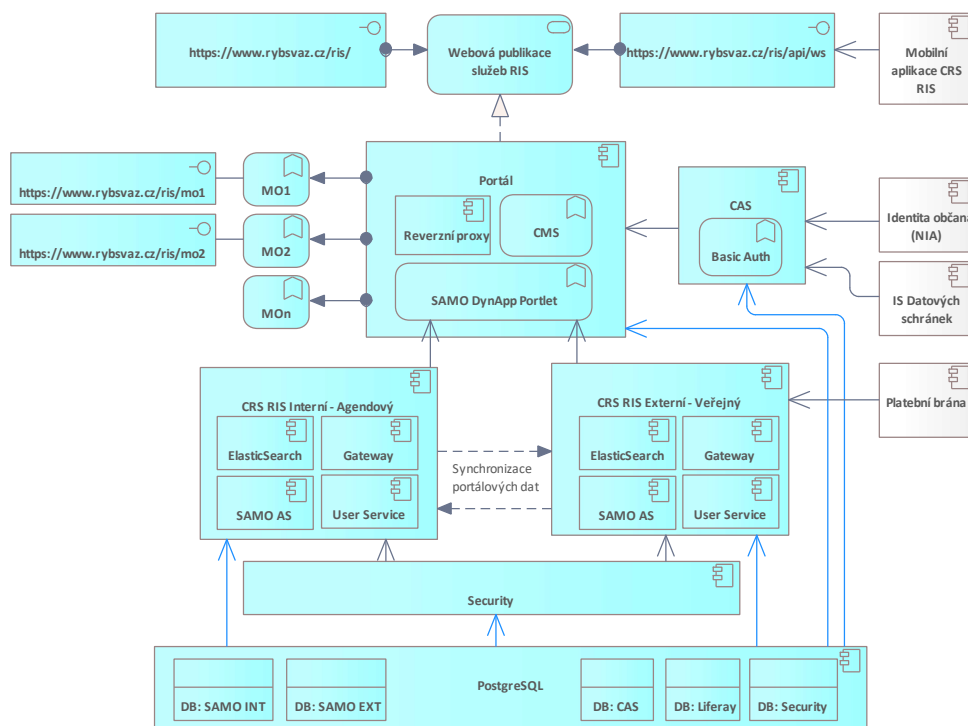 https://www.rybsvaz.cz/ris/
Webová publikace
služeb RIS
https://www.rybsvaz.cz/ris/api/ws
Mobilní
aplikace CRS
RIS
https://www.rybsvaz.cz/ris/mo1
MO1
https://www.rybsvaz.cz/ris/mo2
MO2
MOn
Portál
Reverzní proxy
CMS
SAMO DynApp Portlet
CAS
Basic Auth
Identita občana
(NIA)
IS Datových
schránek
CRS RIS Interní - Agendový
ElasticSearch
Gateway
SAMO AS
User Service
Synchronizace
portálových dat
CRS RIS Externí - Veřejný
ElasticSearch
Gateway
SAMO AS
User Service
Platební brána
Security
PostgreSQL
DB: SAMO INT
DB: SAMO EXT
DB: CAS
DB: Liferay
DB: Security